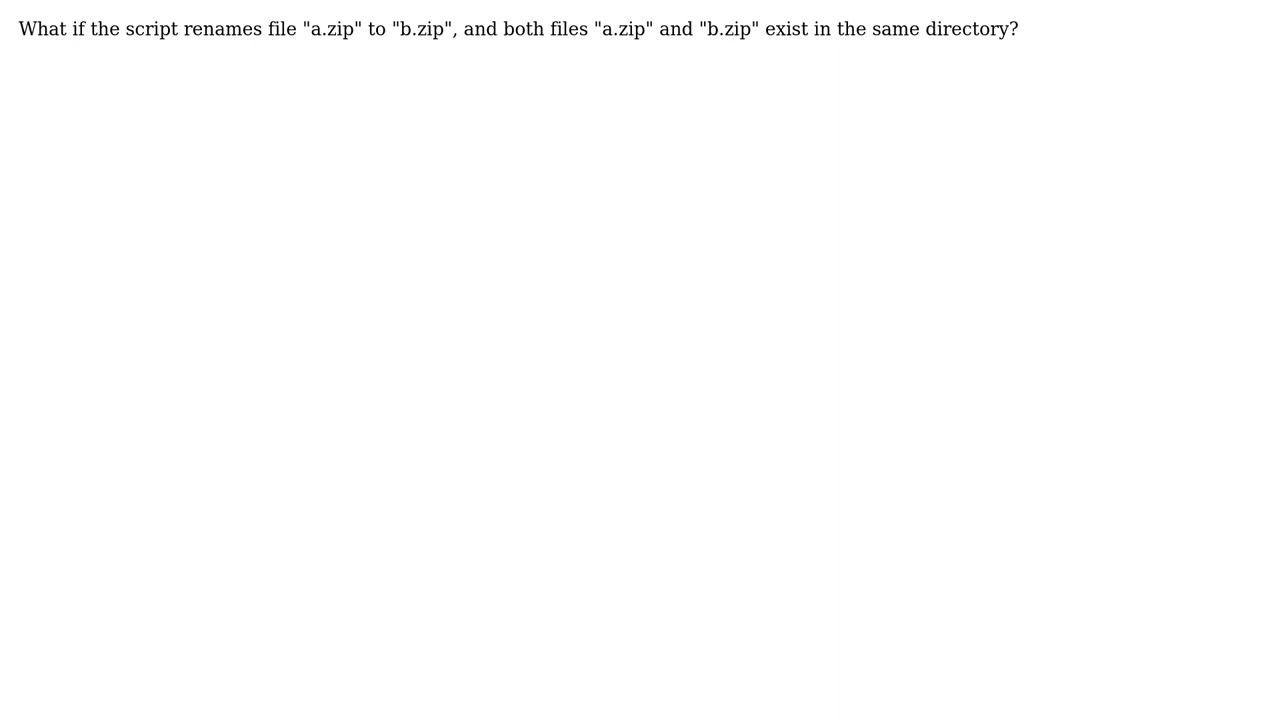 What if the script renames file "a.zip" to "b.zip", and both files "a.zip" and "b.zip" exist in the same directory?